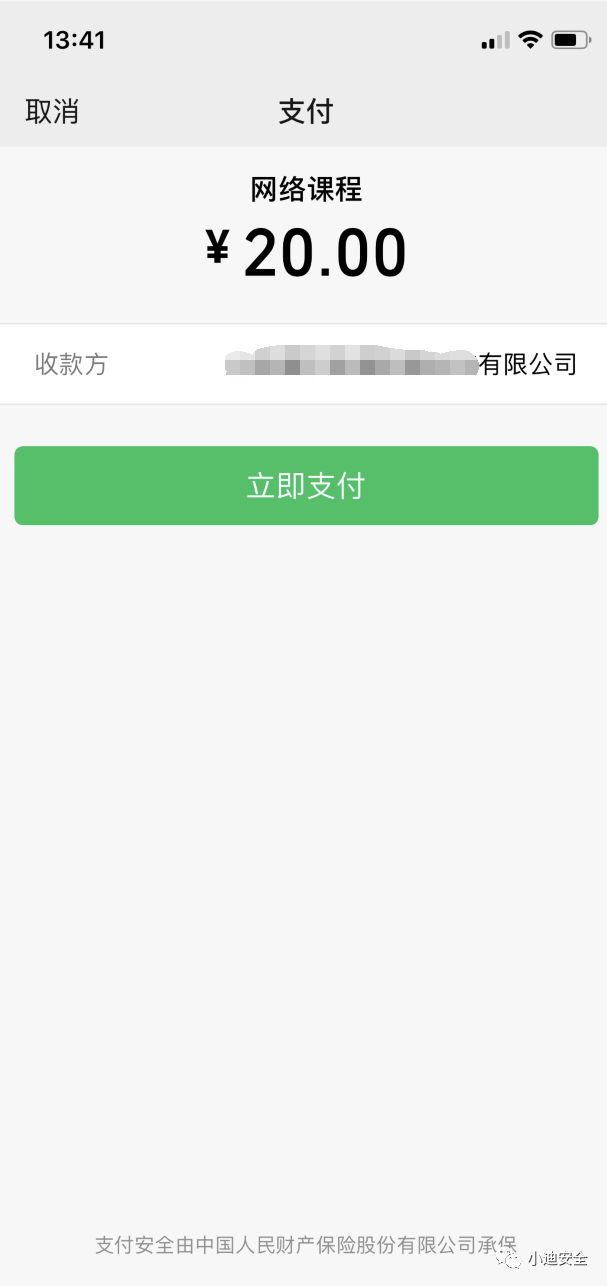 13:41
取消 支付
网络课程
¥20.00
收款方 有限公司
立即支付
支付安全由中国人民财产保险股份有限公司承保
小迪安全